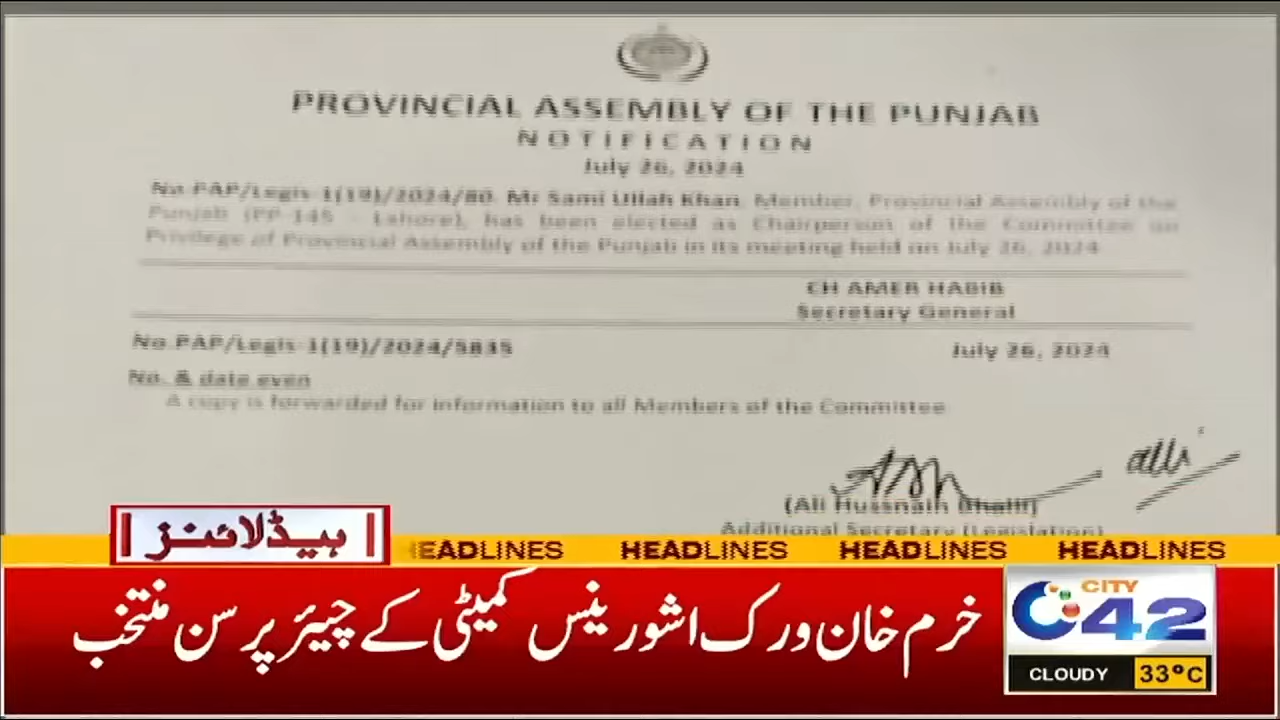 PROVINCIAL ASSEMBLY OF THE PUNJAB
NOTIFICATION
July 26, 2024
No.PAP/Legis-1(19)/2024/80. Mr Sami Ullah Khan, Member, Provincial Assembly of the
Punjab (PP-145 - Lahore), has been elected as Chairperson of the Committee on
Privilege of Provincial Assembly of the Punjab in its meeting held on July 26, 2024
CH AMER HABIB
Secretary General
No.PAP/Legis-1(19)/2024/5835 July 26, 2024
No. & date even
A copy is forwarded for information to all Members of the Committee
(Ali Hussnain Bhalli)
Additional Secretary (Legislation)
ہیڈلائنز
EADLINES HEADLINES HEADLINES HEADLINES
خرم خان ورک اشورینس کمیٹی کے چیئر پرسن منتخب
CITY
42
CLOUDY 33°C